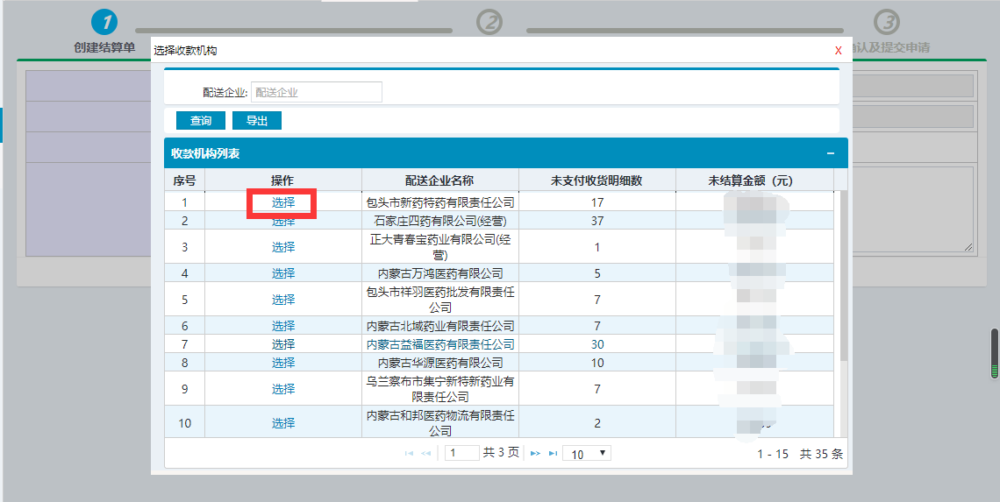 1
2
3
创建结算单
认及提交申请
选择收款机构
X
配送企业: 配送企业
查询 导出
收款机构列表
序号 操作 配送企业名称 未支付收货明细数 未结算金额（元）
1 选择 包头市新药特药有限责任公司 17
2 选择 石家庄四药有限公司(经营) 37
3 选择 正大青春宝药业有限公司(经
营) 1
4 选择 内蒙古万鸿医药有限公司 5
5 选择 包头市祥羽医药批发有限责任
公司 7
6 选择 内蒙古北域药业有限责任公司 7
7 选择 内蒙古益福医药有限责任公司 30
8 选择 内蒙古华源医药有限公司 10
9 选择 乌兰察布市集宁新特新药业有
限责任公司 7
10 选择 内蒙古和邦医药物流有限责任
公司 2
1 共 3 页 10 1 - 15 共 35 条